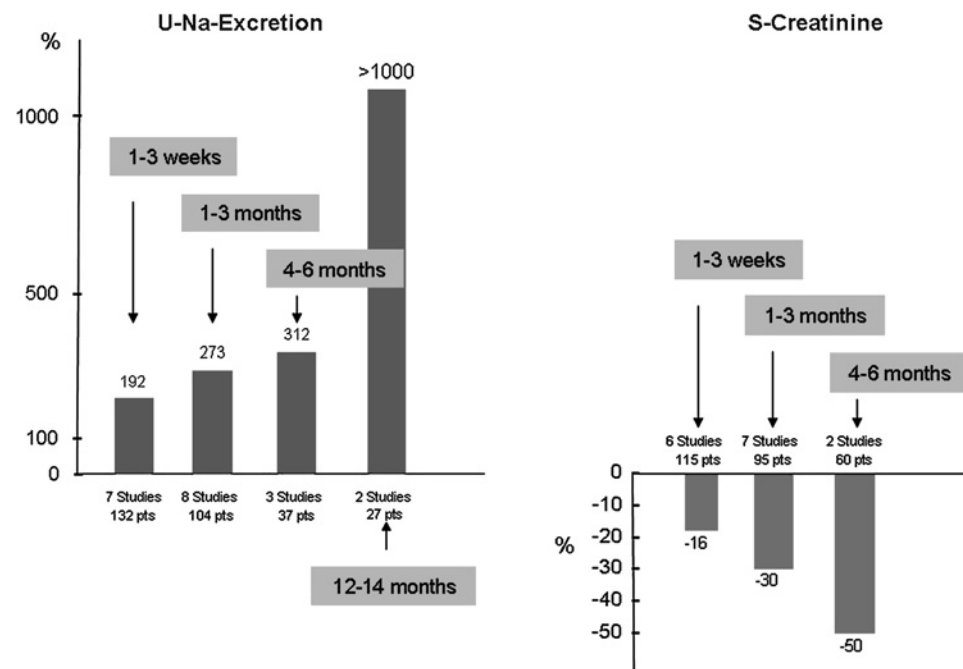 U-Na-Excretion
%
>1000
1000
1-3 weeks
1-3 months
4-6 months
500
312
273
192
100
0
7 Studies
132 pts
8 Studies
104 pts
3 Studies
37 pts
2 Studies
27 pts
12-14 months
S-Creatinine
1-3 weeks
1-3 months
4-6 months
6 Studies
115 pts
7 Studies
95 pts
2 Studies
60 pts
0
-10
-20
-30
-40
-50
%
-16
-30
-50